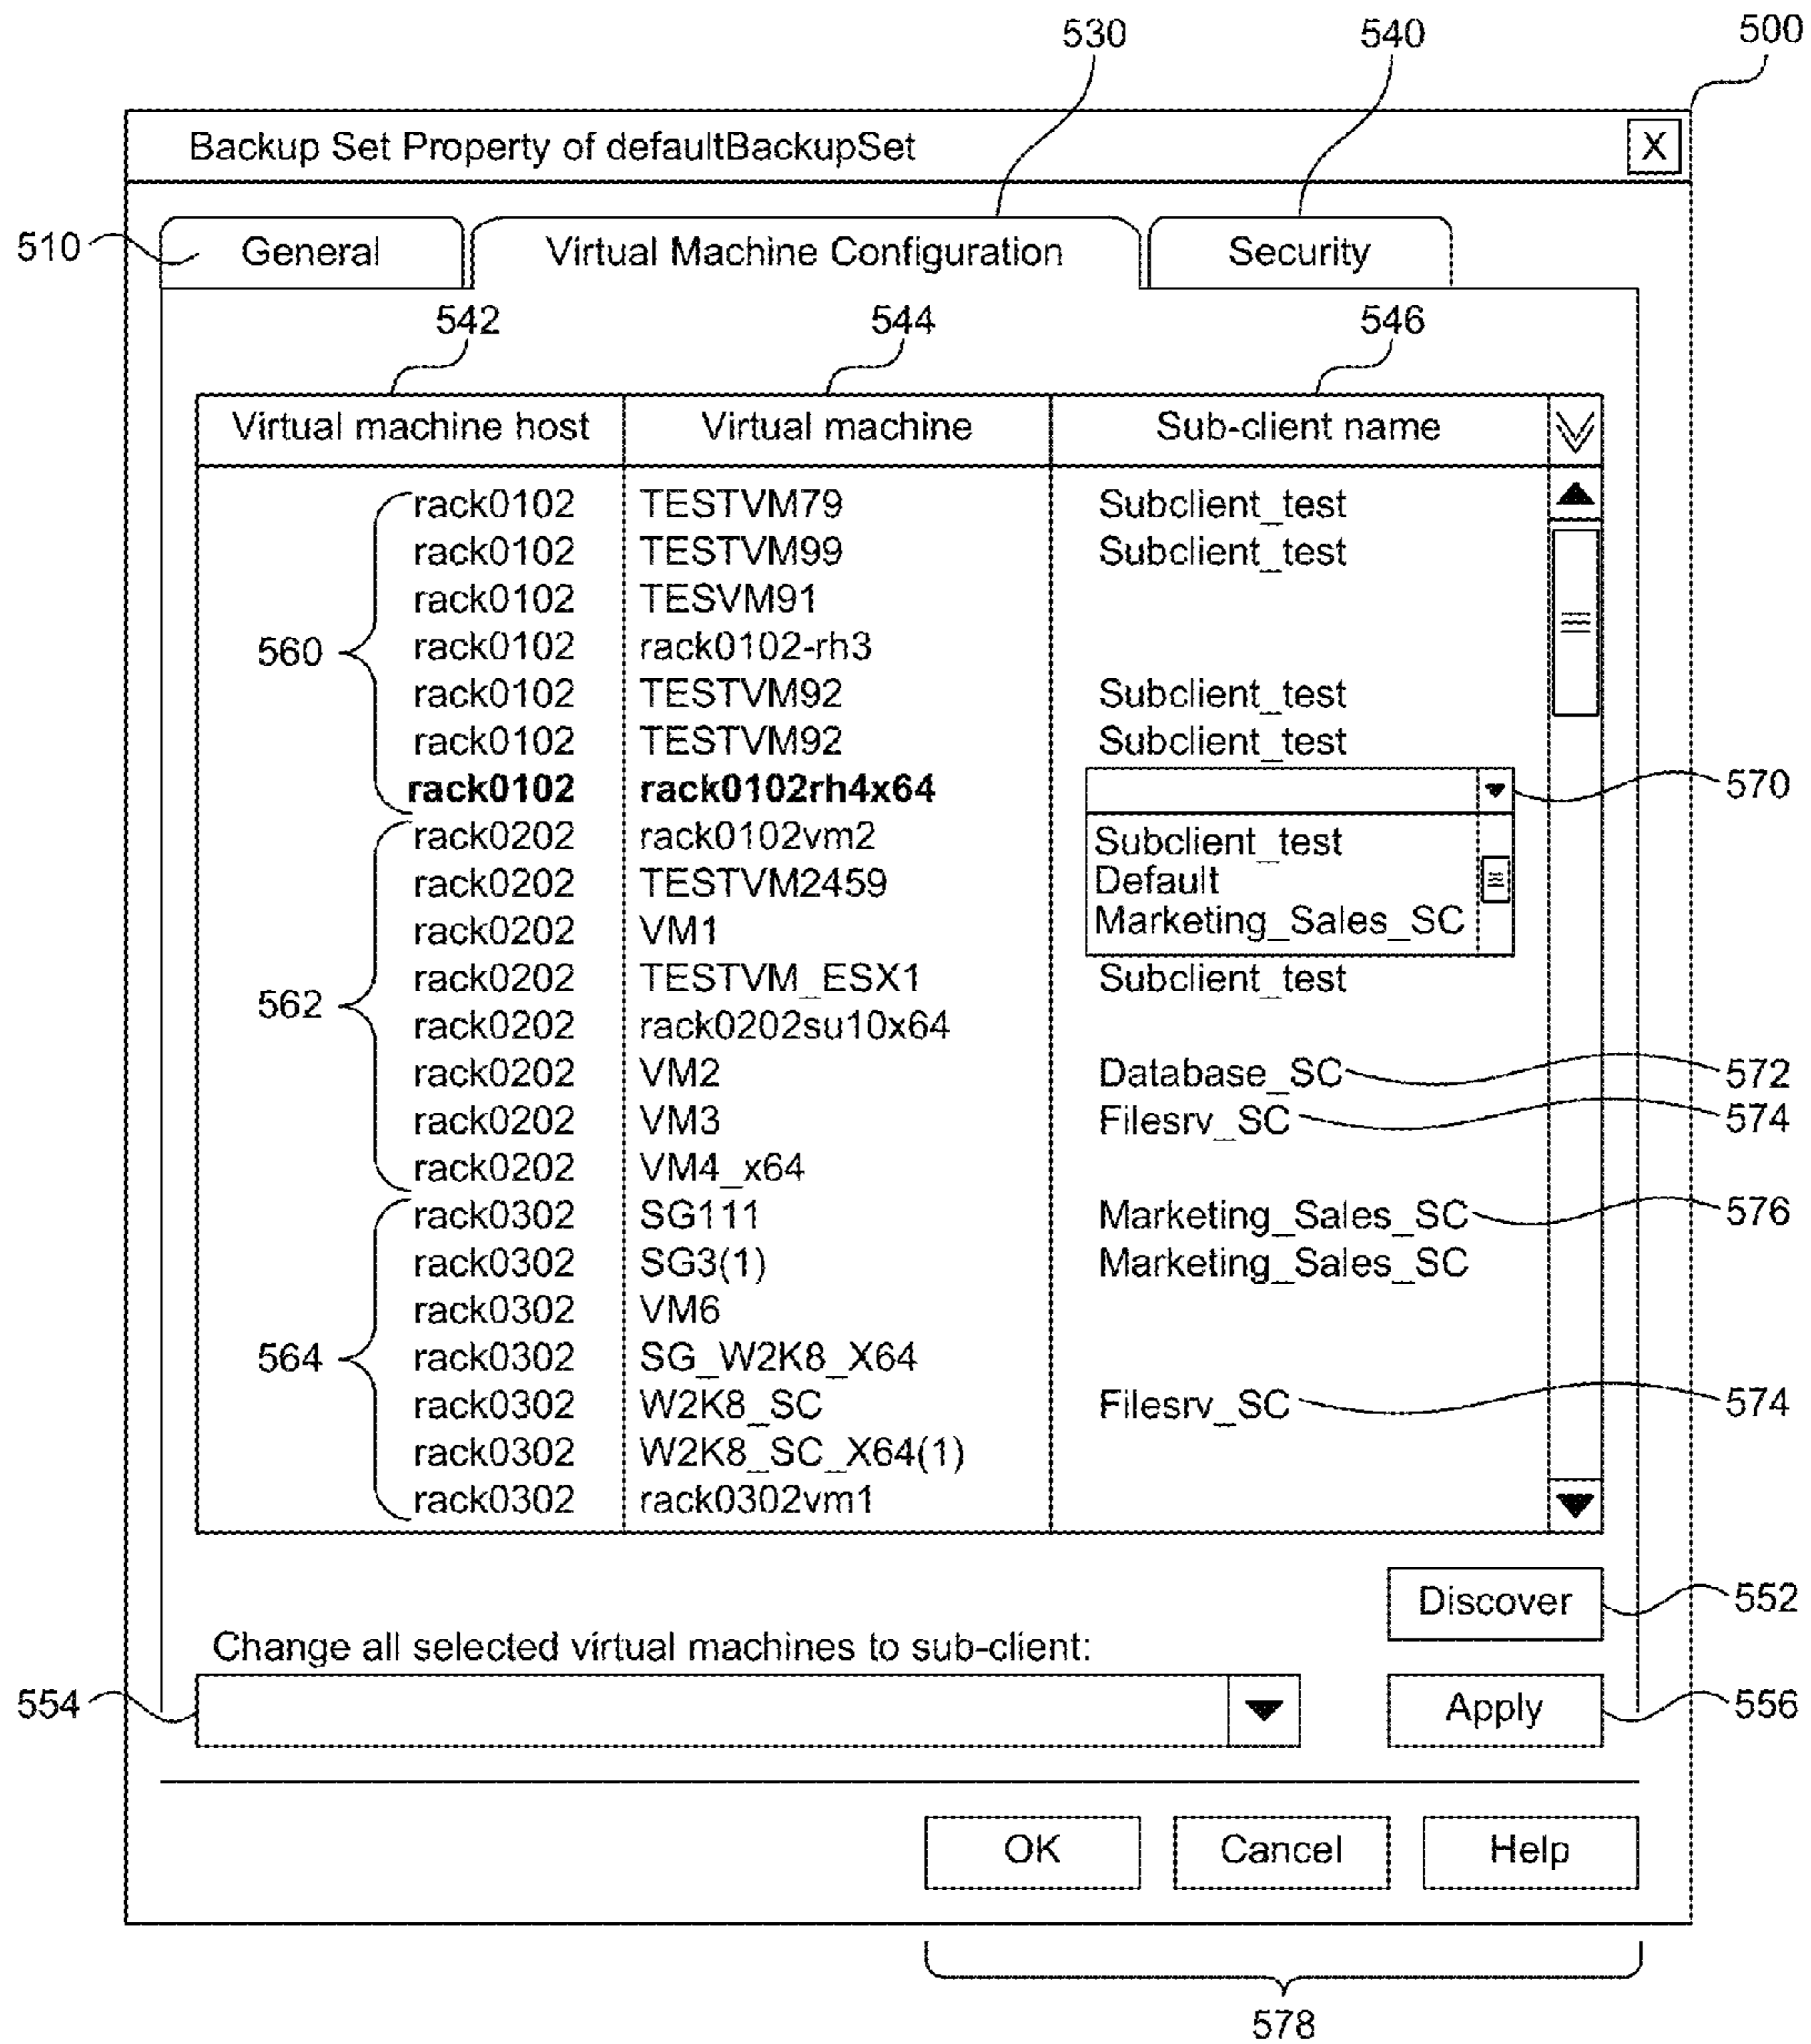 530 540 500
Backup Set Property of defaultBackupSet X
510 General Virtual Machine Configuration Security
542 544 546
Virtual machine host Virtual machine Sub-client name
rack0102 TESTVM79 Subclient_test
rack0102 TESTVM99 Subclient_test
rack0102 TESVM91
560 rack0102 rack0102-rh3
rack0102 TESTVM92 Subclient_test
rack0102 TESTVM92 Subclient_test
rack0102 rack0102rh4x64 570
rack0202 rack0102vm2 Subclient_test
rack0202 TESTVM2459 Default
rack0202 VM1 Marketing_Sales_SC
562 rack0202 TESTVM_ESX1 Subclient_test
rack0202 rack0202su10x64
rack0202 VM2 Database_SC 572
rack0202 VM3 Filesrv_SC 574
rack0202 VM4_x64
rack0302 SG111 Marketing_Sales_SC 576
rack0302 SG3(1) Marketing_Sales_SC
rack0302 VM6
564 rack0302 SG_W2K8_X64
rack0302 W2K8_SC Filesrv_SC 574
rack0302 W2K8_SC_X64(1)
rack0302 rack0302vm1
Discover 552
Change all selected virtual machines to sub-client:
554 Apply 556
OK Cancel Help
578